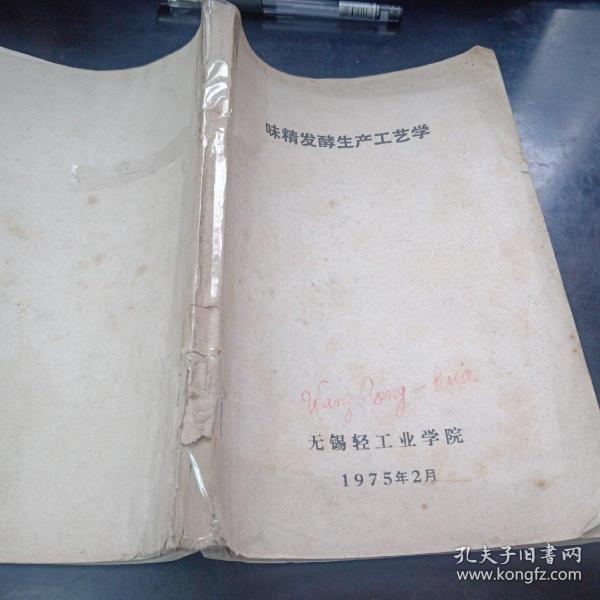 味精发酵生产工艺学
Wang Rong-hua
无锡轻工业学院
1975年2月
孔夫子旧书网
www.kongfz.com